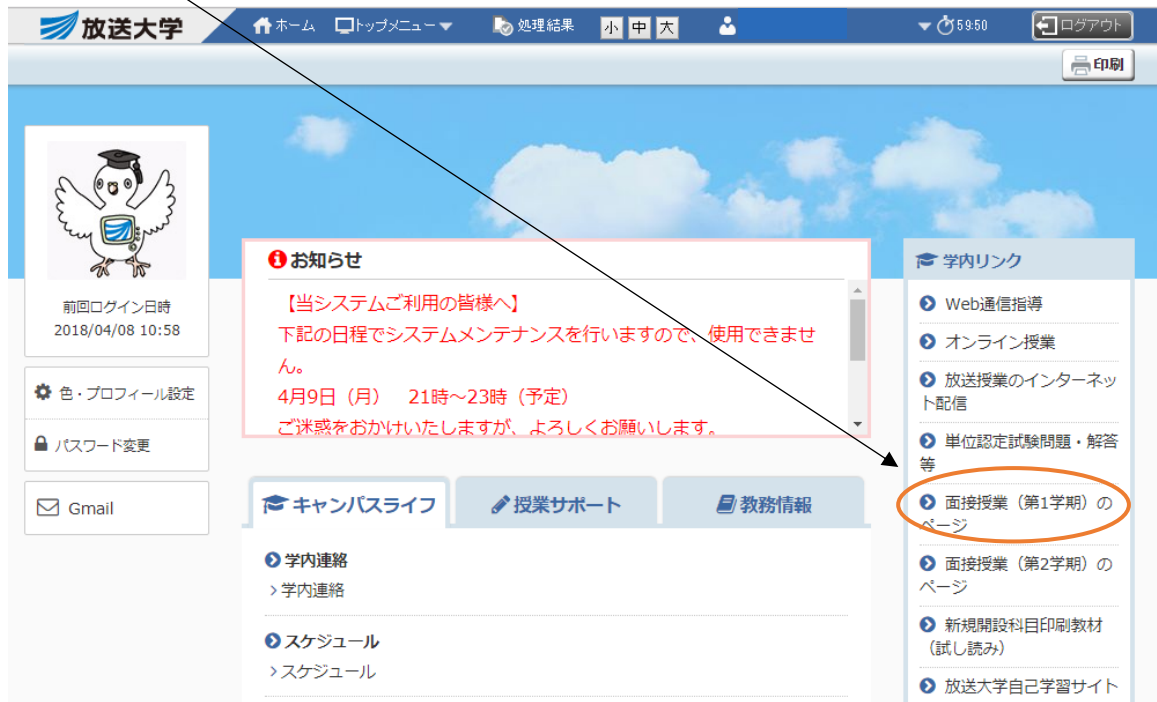 放送大学
ホーム トップメニュー 処理結果 小 中 大 59:50 ログアウト
印刷
前回ログイン日時
2018/04/08 10:58
色・プロフィール設定
パスワード変更
Gmail
お知らせ
【当システムご利用の皆様へ】
下記の日程でシステムメンテナンスを行いますので、使用できませ
ん。
4月9日（月） 21時～23時（予定）
ご迷惑をおかけいたしますが、よろしくお願いします。
キャンパスライフ 授業サポート 教務情報
学内連絡
＞学内連絡
スケジュール
＞スケジュール
学内リンク
Web通信指導
オンライン授業
放送授業のインターネッ
ト配信
単位認定試験問題・解答
等
面接授業（第1学期）の
ページ
面接授業（第2学期）の
ページ
新規開設科目印刷教材
（試し読み）
放送大学自己学習サイト